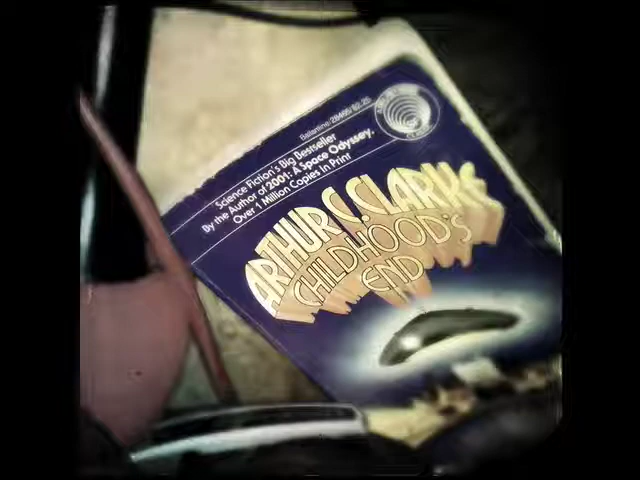 Ballantine/28465/$2.25
Science Fiction's Big Bestseller
By the Author of 2001: A Space Odyssey,
Over 1 Million Copies In Print
ARTHUR C. CLARKE
CHILDHOOD'S
END